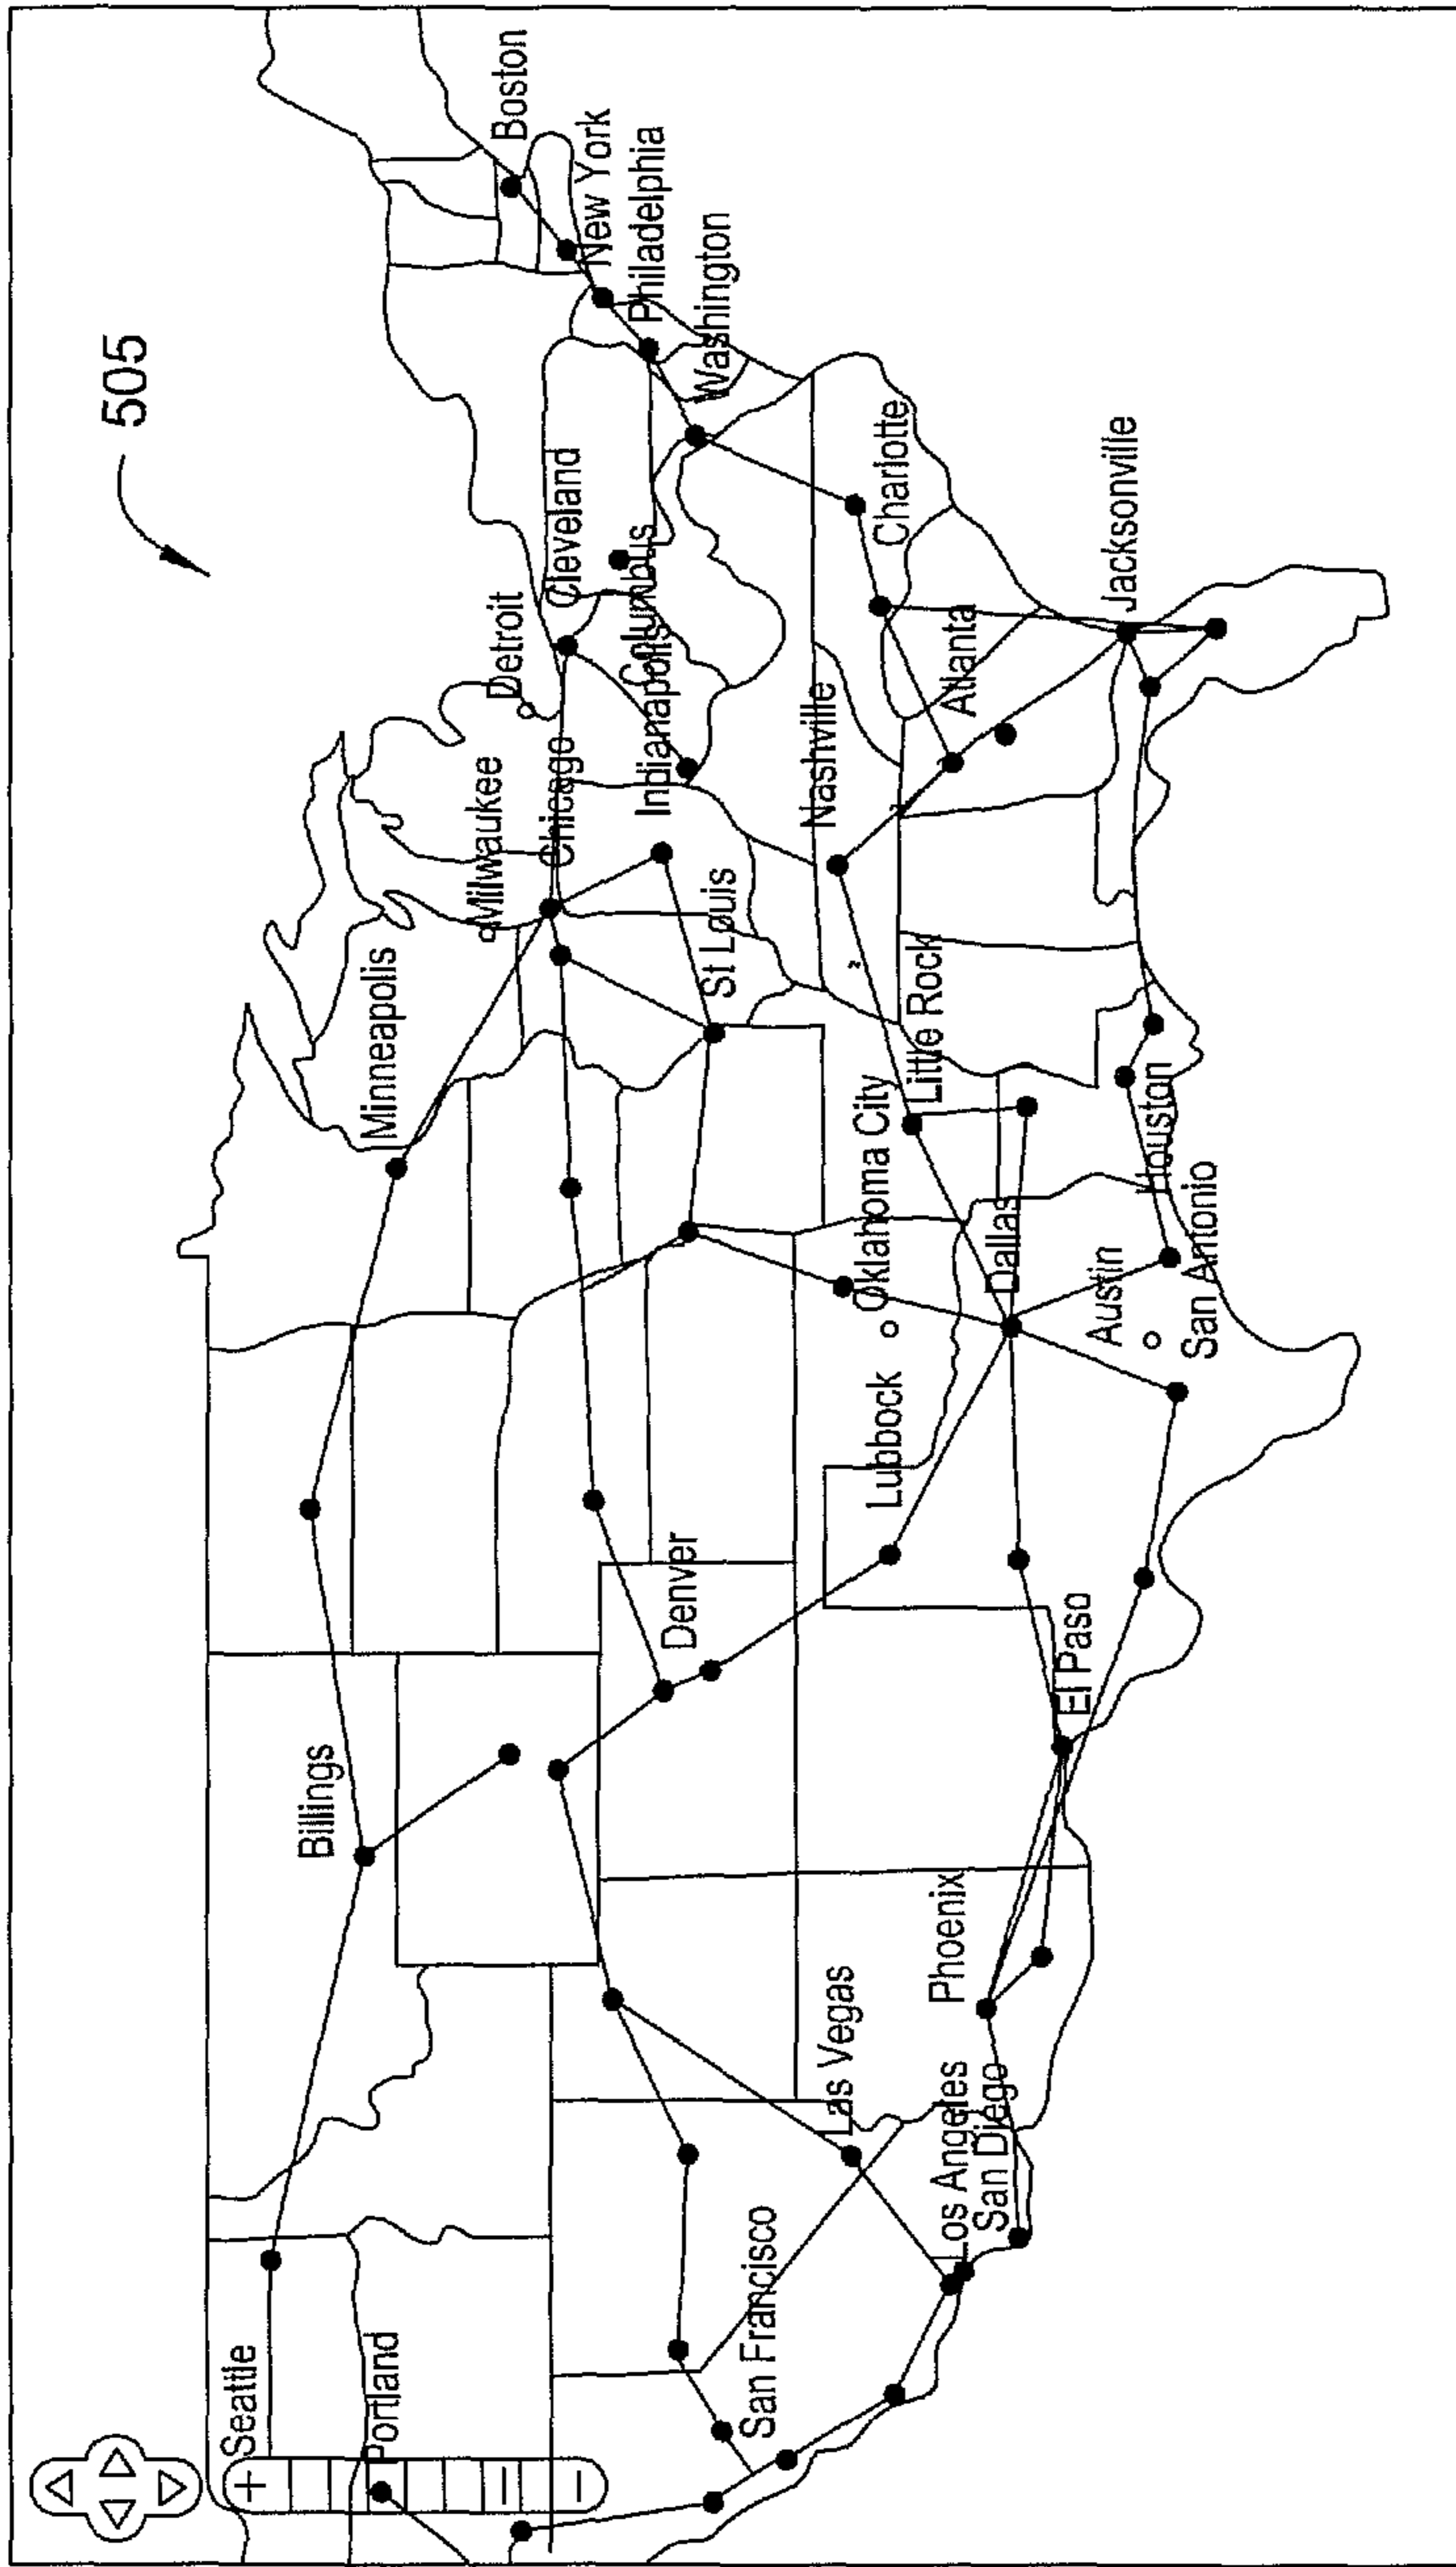 505
Seattle
Portland
Billings
Minneapolis
Milwaukee
Detroit
Boston
Chicago
Cleveland
New York
Philadelphia
Columbus
Indianapolis
Washington
Denver
St Louis
San Francisco
Las Vegas
Nashville
Charlotte
Lubbock
Oklahoma City
Little Rock
Los Angeles
San Diego
Phoenix
Atlanta
Dallas
El Paso
Austin
Houston
San Antonio
Jacksonville